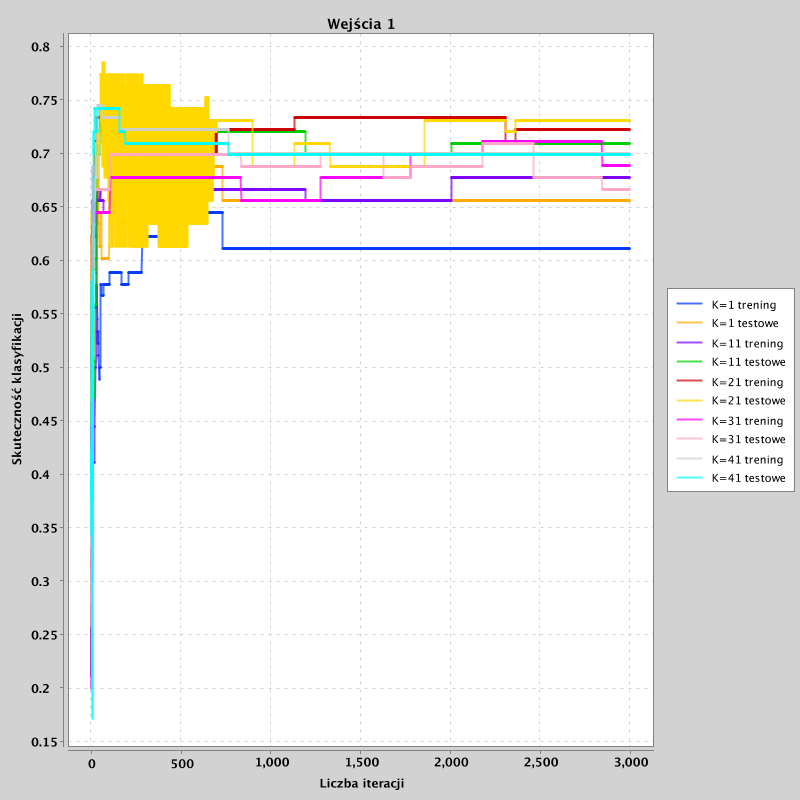 Wejścia 1
0.8
0.75
0.7
0.65
0.6
0.55
0.5
0.45
0.4
0.35
0.3
0.25
0.2
0.15
Skuteczność klasyfikacji
0 500 1,000 1,500 2,000 2,500 3,000
Liczba iteracji
K=1 trening
K=1 testowe
K=11 trening
K=11 testowe
K=21 trening
K=21 testowe
K=31 trening
K=31 testowe
K=41 trening
K=41 testowe